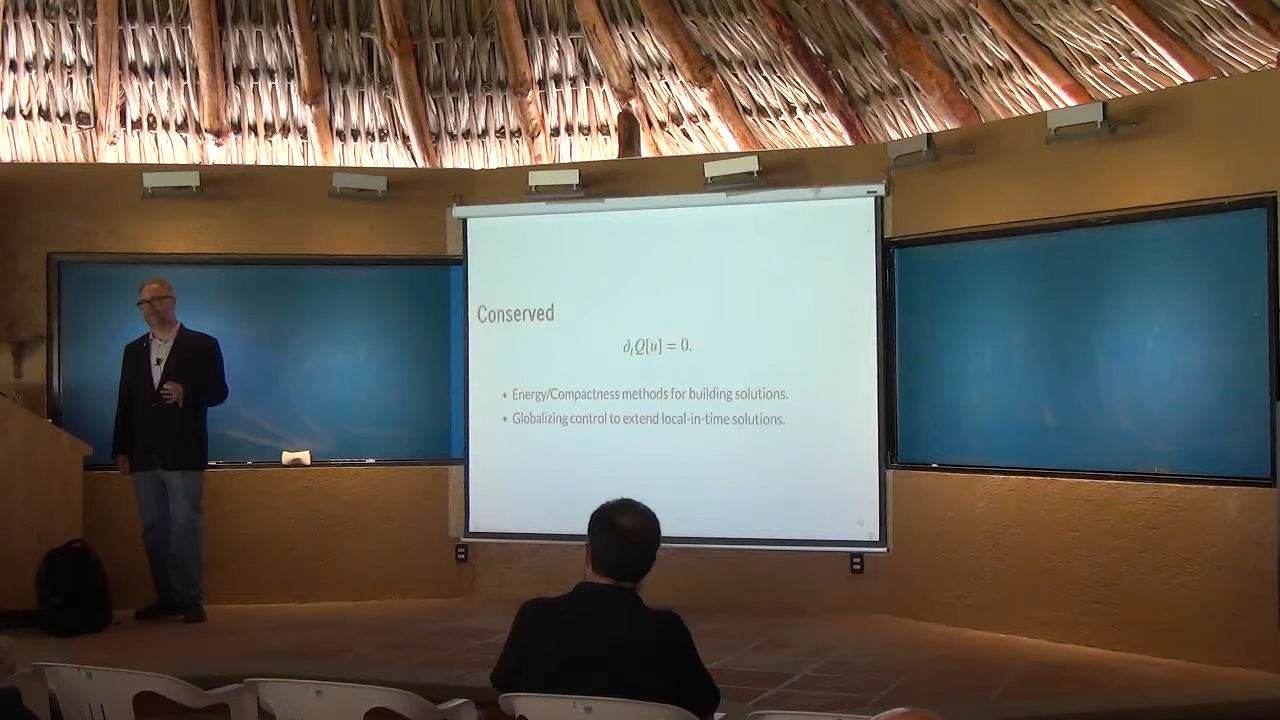 Conserved
∂ₜQ[u] = 0.
• Energy/Compactness methods for building solutions.
• Globalizing control to extend local-in-time solutions.